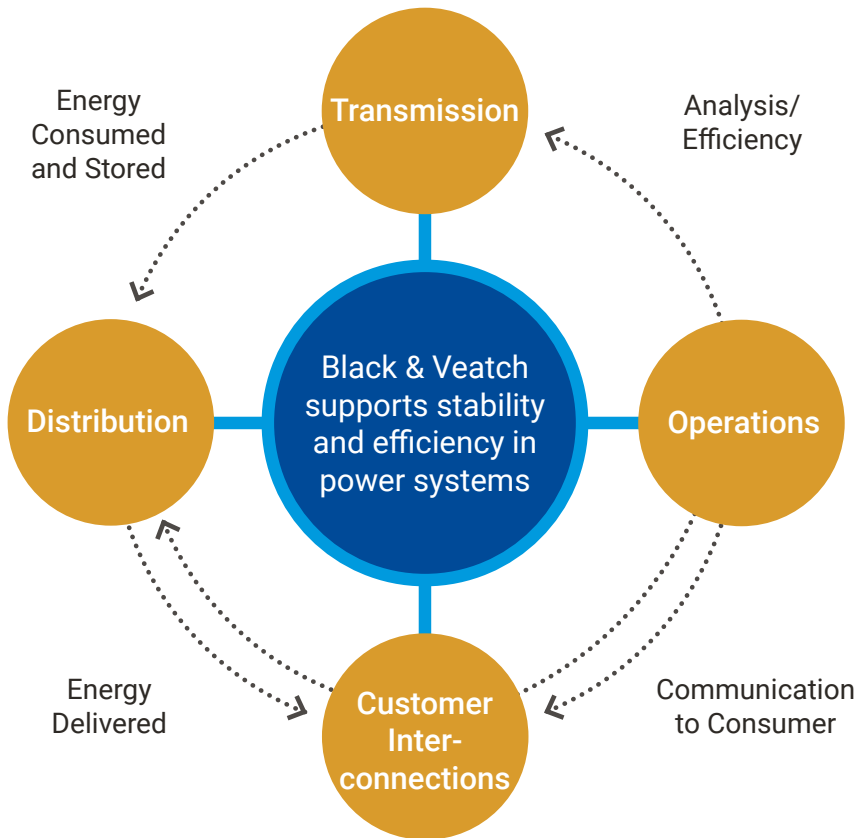 Transmission
Energy
Consumed
and Stored
Analysis/
Efficiency
Distribution
Black & Veatch
supports stability
and efficiency in
power systems
Operations
Energy
Delivered
Customer
Inter-
connections
Communication
to Consumer